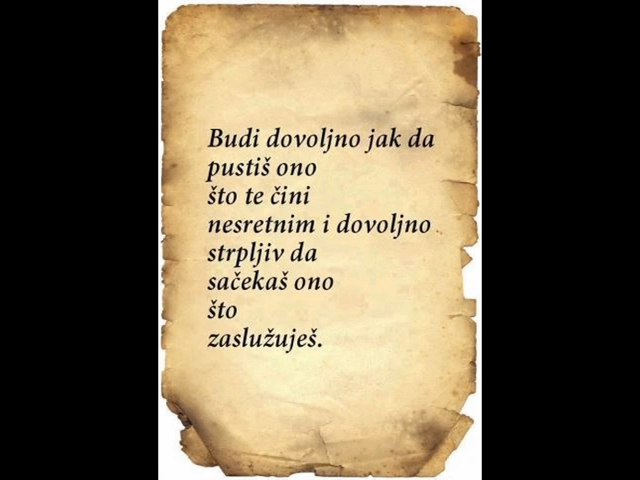 Budi dovoljno jak da
pustiš ono
što te čini
nesretnim i dovoljno
strpljiv da
sačekaš ono
što
zaslužuješ.